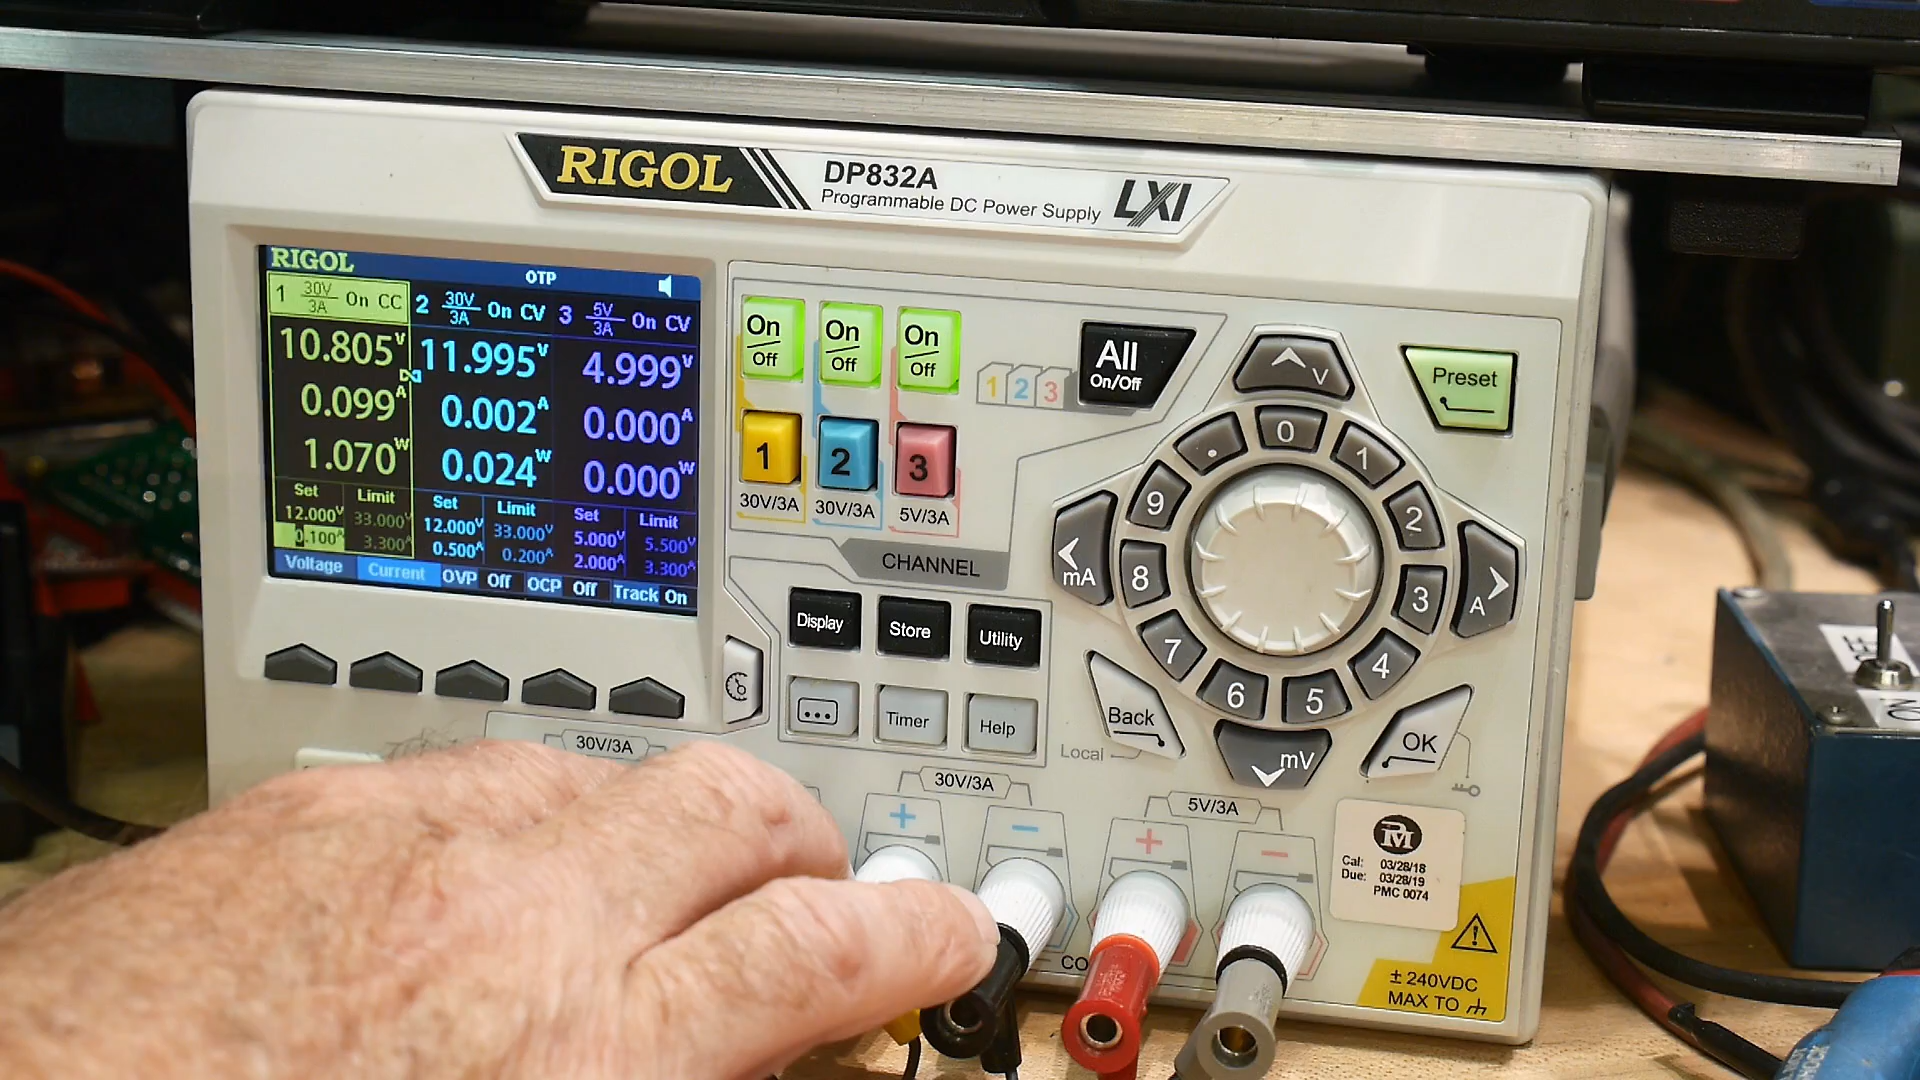 RIGOL
DP832A
Programmable DC Power Supply
LXI
RIGOL
OTP
1 30V/3A On CC
2 30V/3A On CV
3 5V/3A On CV
10.805V
11.995V
4.999V
0.099A
0.002A
0.000A
1.070W
0.024W
0.000W
Set Limit
Set Limit
Set Limit
12.000V 33.000V
12.000V 33.000V
5.000V 5.500V
0.100A 3.300A
0.500A 0.200A
2.000A 3.300A
Voltage Current OVP Off OCP Off Track On
On/Off
On/Off
On/Off
1 2 3
All
On/Off
1
2
3
30V/3A
30V/3A
5V/3A
CHANNEL
Preset
V
mA
A
mV
.
0
1
2
3
4
5
6
7
8
9
Display
Store
Utility
Timer
Help
Back
Local
OK
30V/3A
30V/3A
5V/3A
+ −
+ −
Cal: 03/28/18
Due: 03/28/19
PMC 0074
± 240VDC
MAX TO